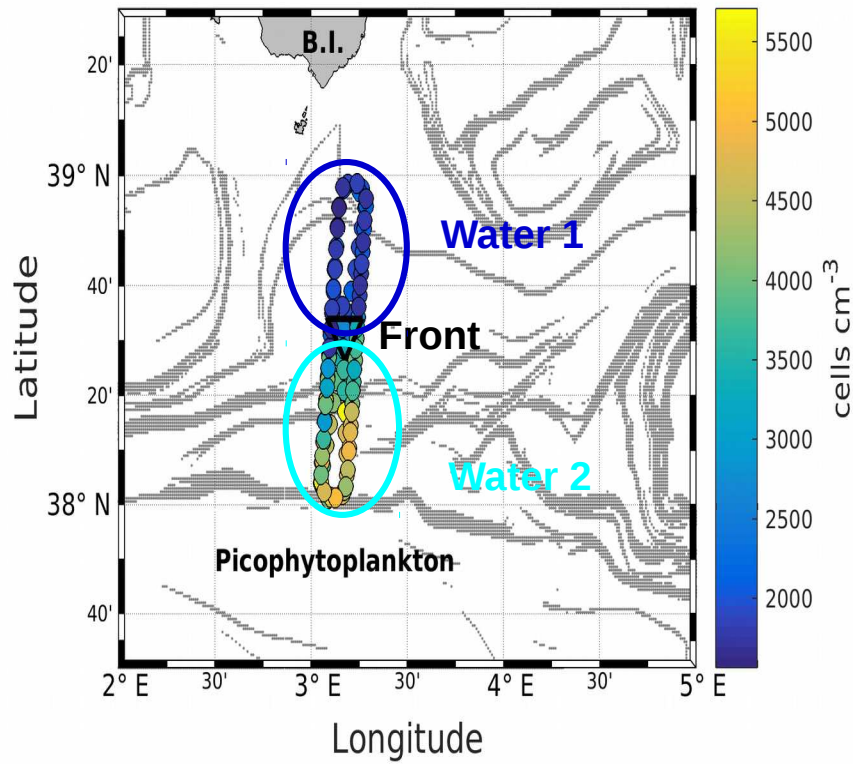 B.I.
20'
39° N
40'
20'
38° N
40'
Latitude
Water 1
Front
Water 2
Picophytoplankton
2° E
30'
3° E
30'
4° E
30'
5° E
Longitude
5500
5000
4500
4000
3500
3000
2500
2000
cells cm⁻³